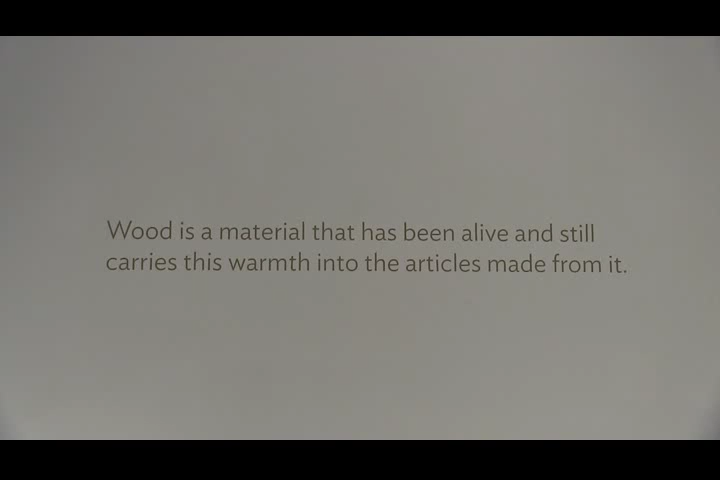 Wood is a material that has been alive and still
carries this warmth into the articles made from it.